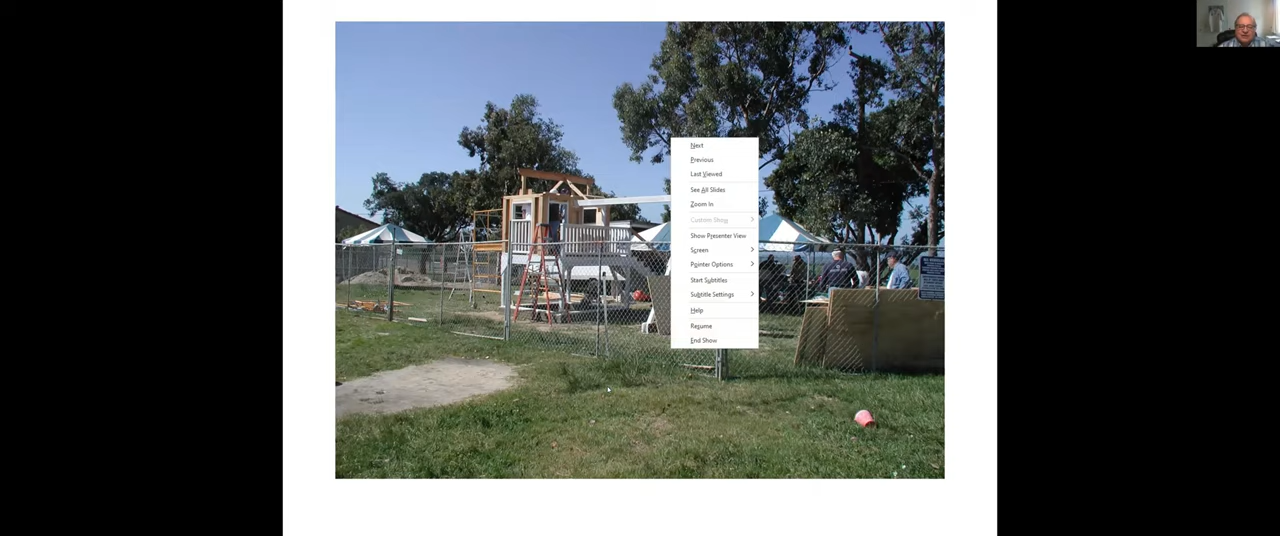 Next
Previous
Last Viewed
See All Slides
Zoom In
Custom Show
Show Presenter View
Screen
Pointer Options
Start Subtitles
Subtitle Settings
Help
Resume
End Show